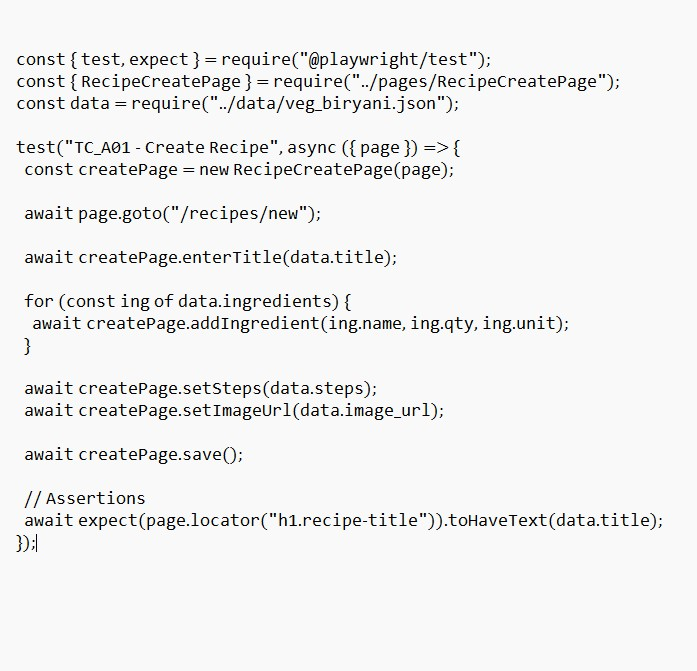 const { test, expect } = require("@playwright/test");
const { RecipeCreatePage } = require("../pages/RecipeCreatePage");
const data = require("../data/veg_biryani.json");
test("TC_A01 - Create Recipe", async ({ page }) => {
const createPage = new RecipeCreatePage(page);
await page.goto("/recipes/new");
await createPage.enterTitle(data.title);
for (const ing of data.ingredients) {
await createPage.addIngredient(ing.name, ing.qty, ing.unit);
}
await createPage.setSteps(data.steps);
await createPage.setImageUrl(data.image_url);
await createPage.save();
// Assertions
await expect(page.locator("h1.recipe-title")).toHaveText(data.title);
});